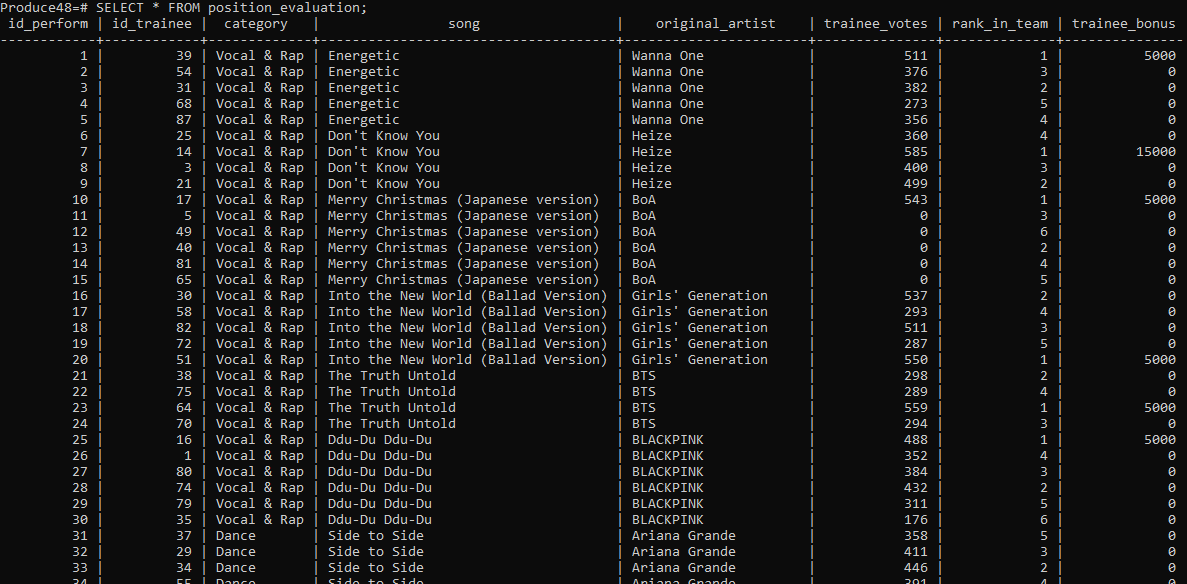 Produce48=# SELECT * FROM position_evaluation;
 id_perform | id_trainee |  category   |                song                 |    original_artist    | trainee_votes | rank_in_team | trainee_bonus
------------+------------+-------------+-------------------------------------+-----------------------+---------------+--------------+---------------
          1 |         39 | Vocal & Rap | Energetic                           | Wanna One             |           511 |            1 |          5000
          2 |         54 | Vocal & Rap | Energetic                           | Wanna One             |           376 |            3 |             0
          3 |         31 | Vocal & Rap | Energetic                           | Wanna One             |           382 |            2 |             0
          4 |         68 | Vocal & Rap | Energetic                           | Wanna One             |           273 |            5 |             0
          5 |         87 | Vocal & Rap | Energetic                           | Wanna One             |           356 |            4 |             0
          6 |         25 | Vocal & Rap | Don't Know You                      | Heize                 |           360 |            4 |             0
          7 |         14 | Vocal & Rap | Don't Know You                      | Heize                 |           585 |            1 |         15000
          8 |          3 | Vocal & Rap | Don't Know You                      | Heize                 |           400 |            3 |             0
          9 |         21 | Vocal & Rap | Don't Know You                      | Heize                 |           499 |            2 |             0
         10 |         17 | Vocal & Rap | Merry Christmas (Japanese version)  | BoA                   |           543 |            1 |          5000
         11 |          5 | Vocal & Rap | Merry Christmas (Japanese version)  | BoA                   |             0 |            3 |             0
         12 |         49 | Vocal & Rap | Merry Christmas (Japanese version)  | BoA                   |             0 |            6 |             0
         13 |         40 | Vocal & Rap | Merry Christmas (Japanese version)  | BoA                   |             0 |            2 |             0
         14 |         81 | Vocal & Rap | Merry Christmas (Japanese version)  | BoA                   |             0 |            4 |             0
         15 |         65 | Vocal & Rap | Merry Christmas (Japanese version)  | BoA                   |             0 |            5 |             0
         16 |         30 | Vocal & Rap | Into the New World (Ballad Version) | Girls' Generation     |           537 |            2 |             0
         17 |         58 | Vocal & Rap | Into the New World (Ballad Version) | Girls' Generation     |           293 |            4 |             0
         18 |         82 | Vocal & Rap | Into the New World (Ballad Version) | Girls' Generation     |           511 |            3 |             0
         19 |         72 | Vocal & Rap | Into the New World (Ballad Version) | Girls' Generation     |           287 |            5 |             0
         20 |         51 | Vocal & Rap | Into the New World (Ballad Version) | Girls' Generation     |           550 |            1 |          5000
         21 |         38 | Vocal & Rap | The Truth Untold                    | BTS                   |           298 |            2 |             0
         22 |         75 | Vocal & Rap | The Truth Untold                    | BTS                   |           289 |            4 |             0
         23 |         64 | Vocal & Rap | The Truth Untold                    | BTS                   |           559 |            1 |          5000
         24 |         70 | Vocal & Rap | The Truth Untold                    | BTS                   |           294 |            3 |             0
         25 |         16 | Vocal & Rap | Ddu-Du Ddu-Du                       | BLACKPINK             |           488 |            1 |          5000
         26 |          1 | Vocal & Rap | Ddu-Du Ddu-Du                       | BLACKPINK             |           352 |            4 |             0
         27 |         80 | Vocal & Rap | Ddu-Du Ddu-Du                       | BLACKPINK             |           384 |            3 |             0
         28 |         74 | Vocal & Rap | Ddu-Du Ddu-Du                       | BLACKPINK             |           432 |            2 |             0
         29 |         79 | Vocal & Rap | Ddu-Du Ddu-Du                       | BLACKPINK             |           311 |            5 |             0
         30 |         35 | Vocal & Rap | Ddu-Du Ddu-Du                       | BLACKPINK             |           176 |            6 |             0
         31 |         37 | Dance       | Side to Side                        | Ariana Grande         |           358 |            5 |             0
         32 |         29 | Dance       | Side to Side                        | Ariana Grande         |           411 |            3 |             0
         33 |         34 | Dance       | Side to Side                        | Ariana Grande         |           446 |            2 |             0
         34 |         55 | Dance       | Side to Side                        | Ariana Grande         |           391 |            4 |             0